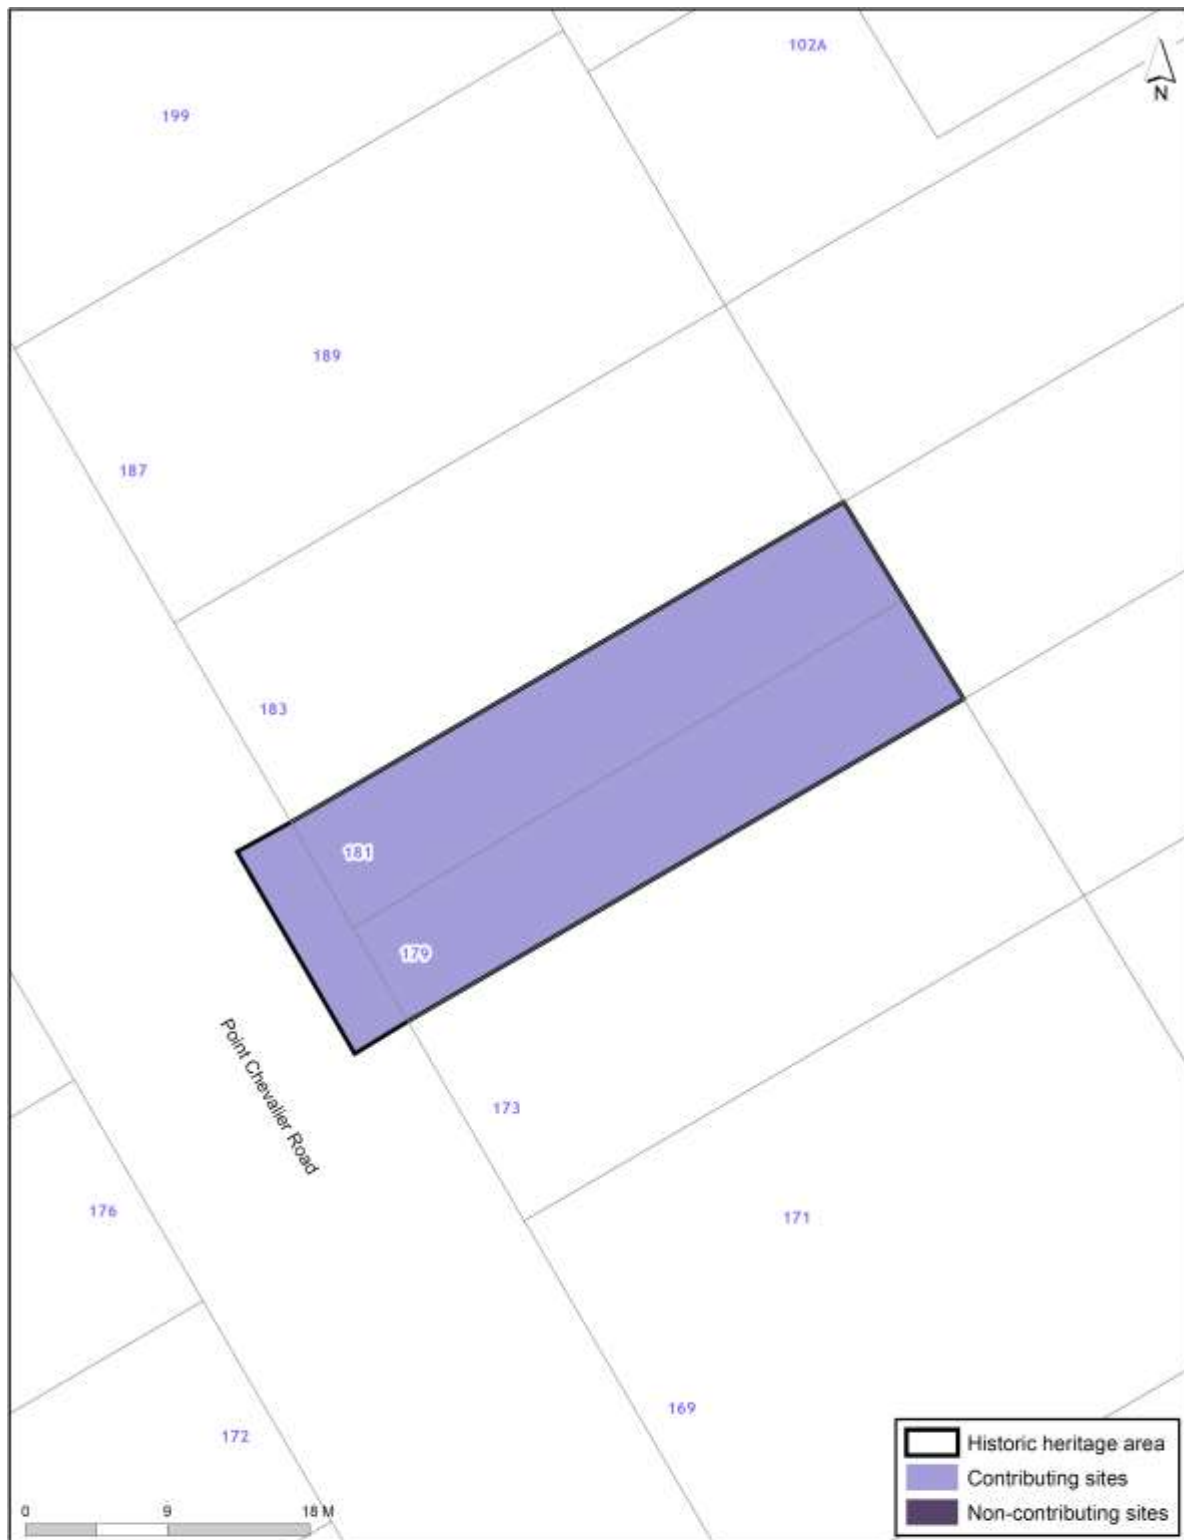 102A
N
199
189
187
183
181
179
Point Chevalier Road
173
176
171
169
172
Historic heritage area
Contributing sites
Non-contributing sites
0 9 18 M